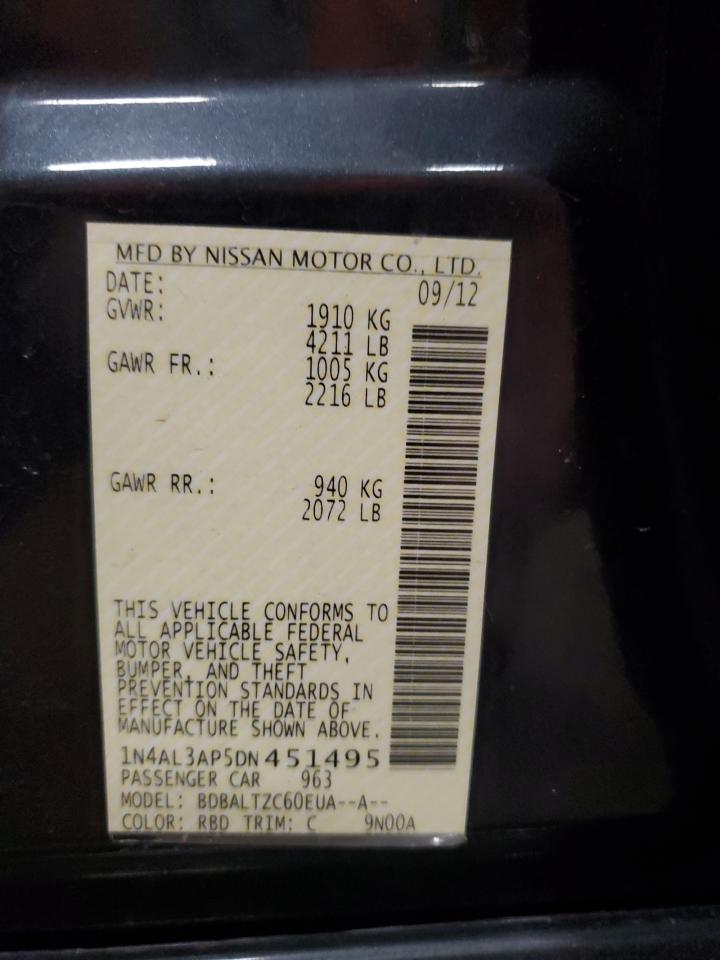 MFD BY NISSAN MOTOR CO., LTD.
DATE: 09/12
GVWR: 1910 KG
4211 LB
GAWR FR.: 1005 KG
2216 LB
GAWR RR.: 940 KG
2072 LB
THIS VEHICLE CONFORMS TO
ALL APPLICABLE FEDERAL
MOTOR VEHICLE SAFETY,
BUMPER, AND THEFT
PREVENTION STANDARDS IN
EFFECT ON THE DATE OF
MANUFACTURE SHOWN ABOVE.
1N4AL3AP5DN451495
PASSENGER CAR 963
MODEL: BDBALTZC60EUA--A--
COLOR: RBD TRIM: C 9N00A